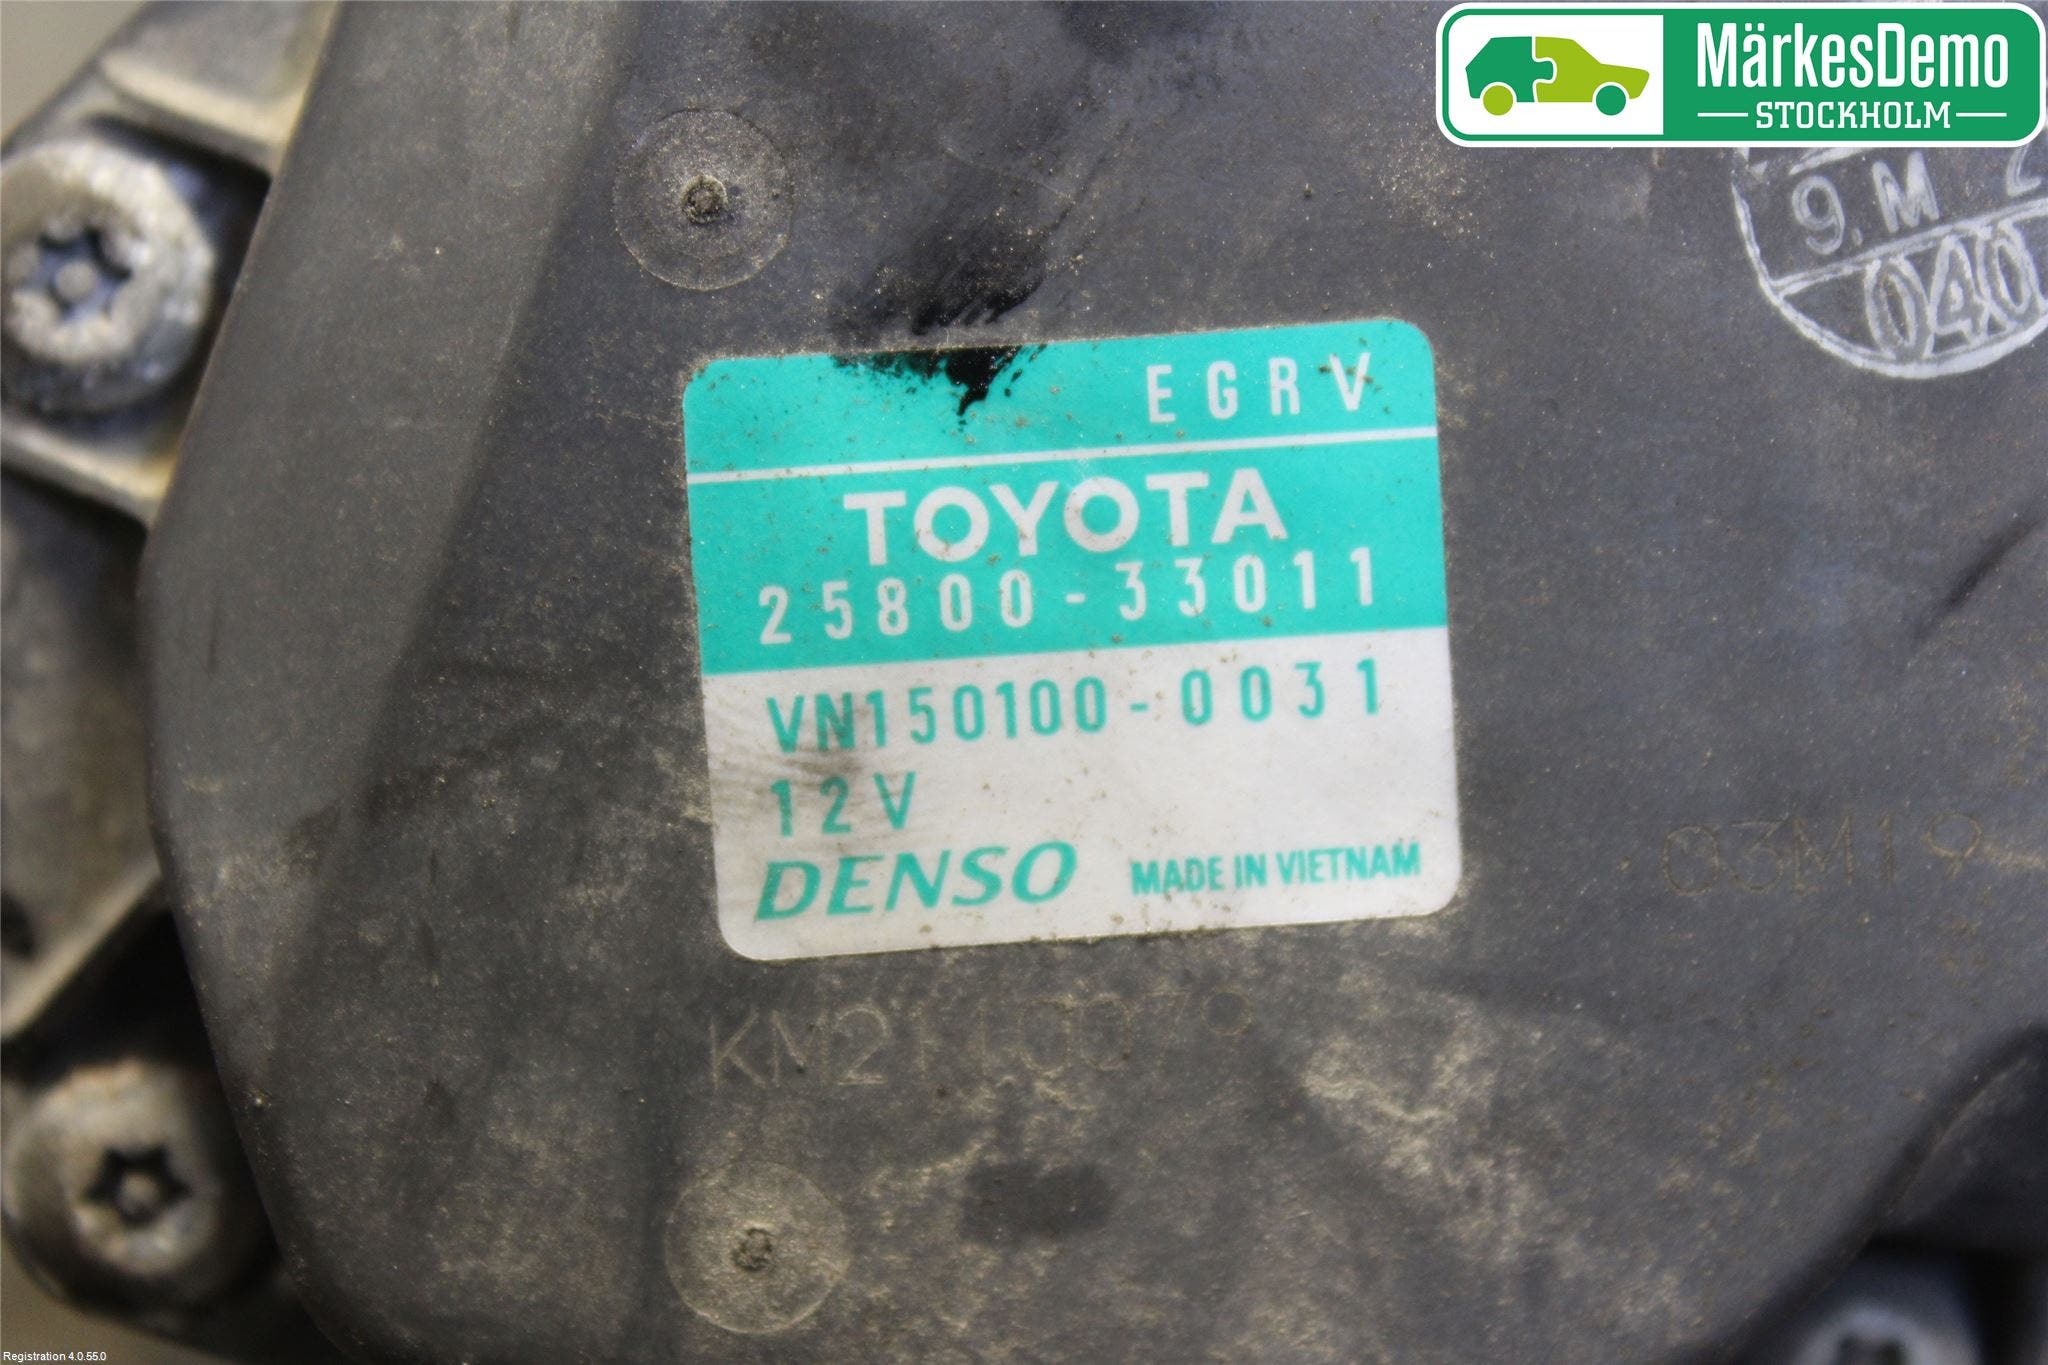 MärkesDemo
STOCKHOLM
9.M
040
EGRV
TOYOTA
25800-33011
VN150100-0031
12V
DENSO MADE IN VIETNAM
03M19
Registration 4.0.55.0